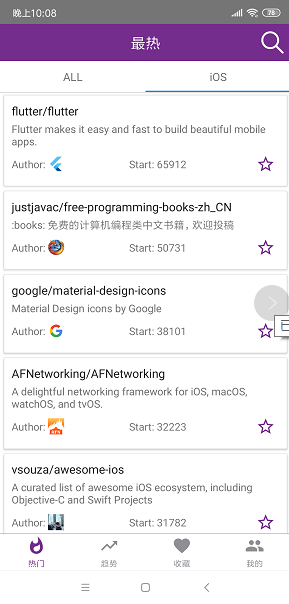 晚上10:08
78
最热
ALL
iOS
flutter/flutter
Flutter makes it easy and fast to build beautiful mobile
apps.
Author:
Start: 65912
justjavac/free-programming-books-zh_CN
:books: 免费的计算机编程类中文书籍，欢迎投稿
Author:
Start: 50731
google/material-design-icons
Material Design icons by Google
Author:
Start: 38101
AFNetworking/AFNetworking
A delightful networking framework for iOS, macOS,
watchOS, and tvOS.
Author:
Start: 32223
vsouza/awesome-ios
A curated list of awesome iOS ecosystem, including
Objective-C and Swift Projects
Author:
Start: 31782
热门
趋势
收藏
我的